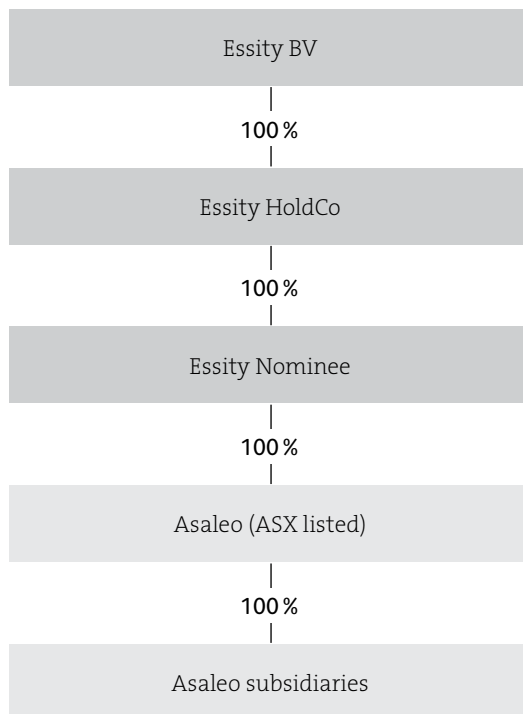 Essity BV
100 %
Essity HoldCo
100 %
Essity Nominee
100 %
Asaleo (ASX listed)
100 %
Asaleo subsidiaries